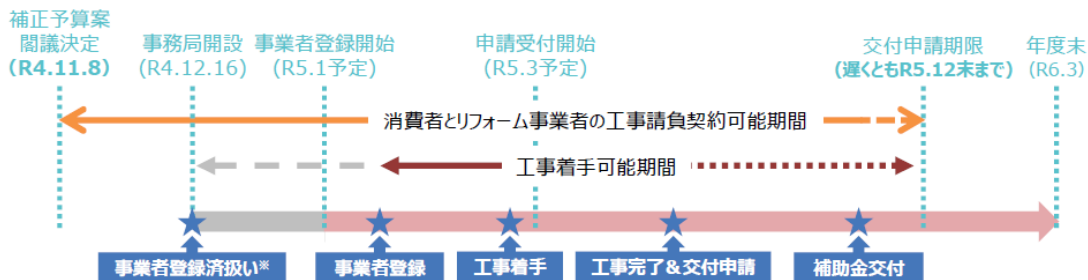 補正予算案
閣議決定
(R4.11.8)
事務局開設
(R4.12.16)
事業者登録開始
(R5.1予定)
申請受付開始
(R5.3予定)
交付申請期限
(遅くともR5.12末まで)
年度末
(R6.3)
消費者とリフォーム事業者の工事請負契約可能期間
工事着手可能期間
事業者登録済扱い※
事業者登録
工事着手
工事完了&交付申請
補助金交付